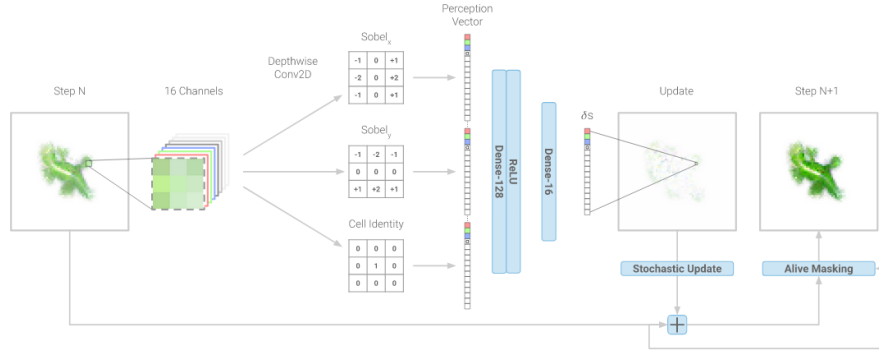 Perception
Vector
Sobelx
Depthwise
Conv2D
Step N
16 Channels
-1 0 +1
-2 0 +2
-1 0 +1
Sobely
-1 -2 -1
0 0 0
+1 +2 +1
Cell Identity
0 0 0
0 1 0
0 0 0
Dense-128
ReLU
Dense-16
δs
Update
Step N+1
Stochastic Update
Alive Masking
+